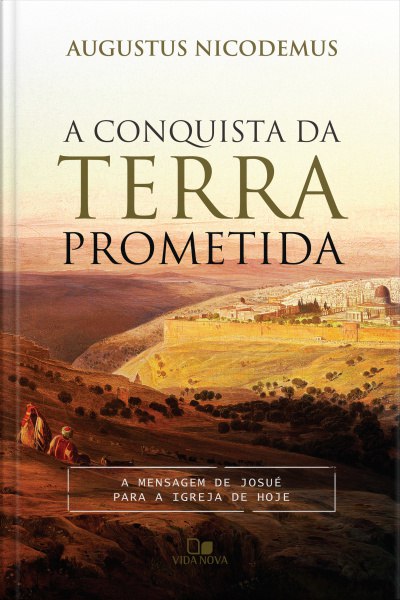 AUGUSTUS NICODEMUS
A CONQUISTA DA
TERRA
PROMETIDA
A MENSAGEM DE JOSUÉ
PARA A IGREJA DE HOJE
VIDA NOVA